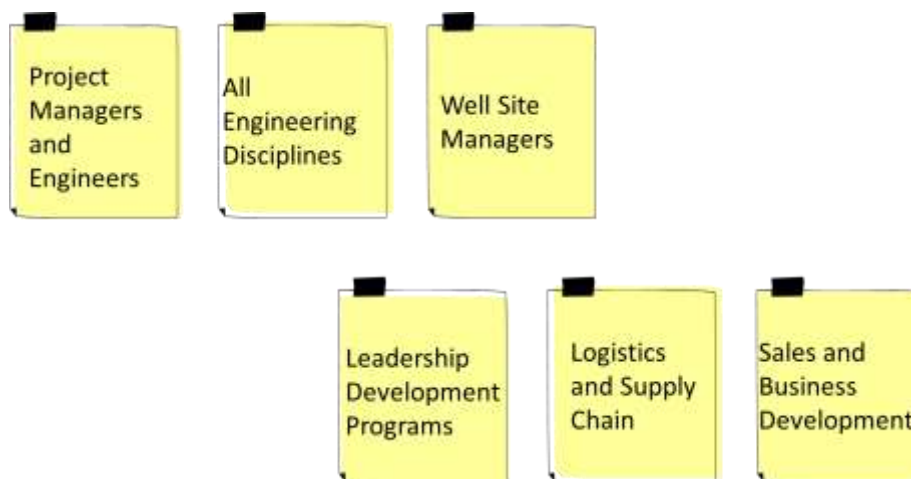 Project
Managers
and
Engineers
All
Engineering
Disciplines
Well Site
Managers
Leadership
Development
Programs
Logistics
and Supply
Chain
Sales and
Business
Development